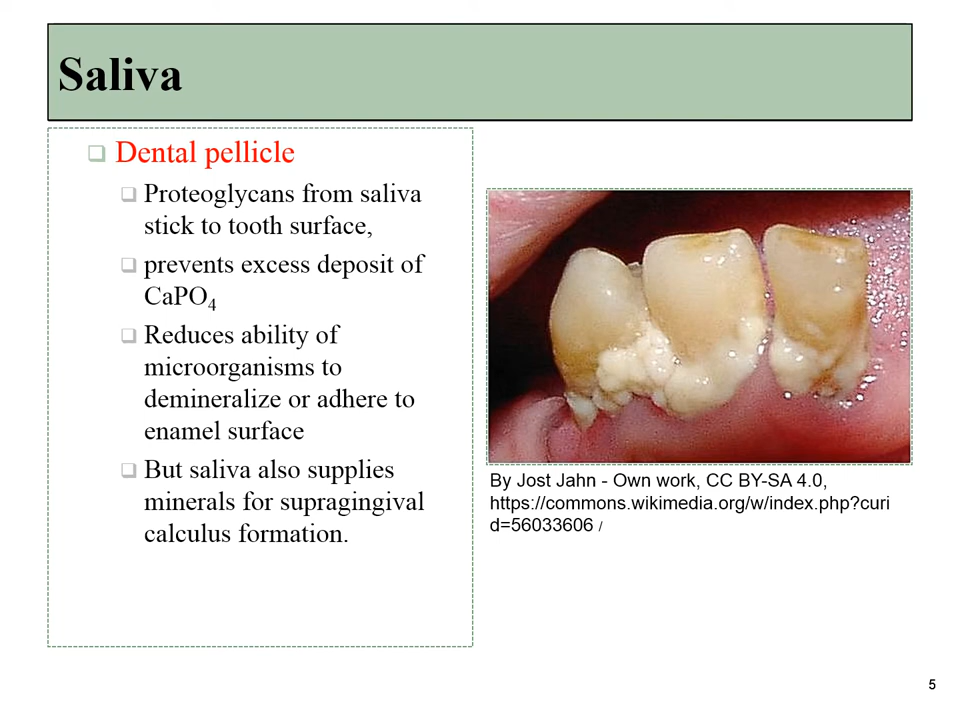 Saliva
Dental pellicle
Proteoglycans from saliva
stick to tooth surface,
prevents excess deposit of
CaPO4
Reduces ability of
microorganisms to
demineralize or adhere to
enamel surface
But saliva also supplies
minerals for supragingival
calculus formation.
By Jost Jahn - Own work, CC BY-SA 4.0,
https://commons.wikimedia.org/w/index.php?curi
d=56033606 /
5